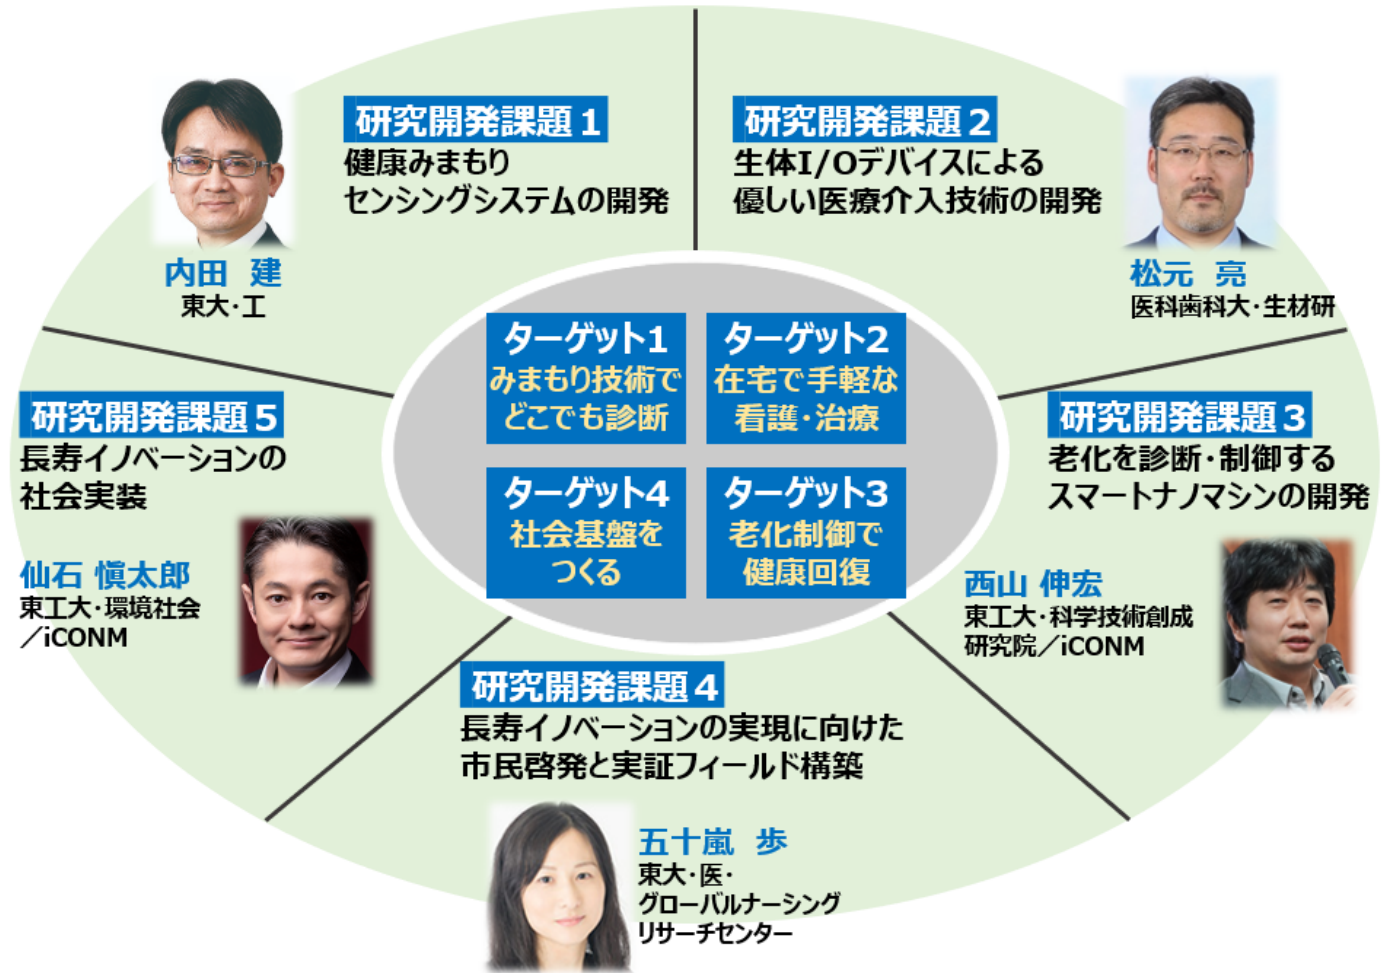 研究開発課題1
健康みまもり
センシングシステムの開発
内田 建
東大・工
研究開発課題2
生体I/Oデバイスによる
優しい医療介入技術の開発
松元 亮
医科歯科大・生材研
ターゲット1
みまもり技術で
どこでも診断
ターゲット2
在宅で手軽な
看護・治療
ターゲット4
社会基盤を
つくる
ターゲット3
老化制御で
健康回復
研究開発課題3
老化を診断・制御する
スマートナノマシンの開発
西山 伸宏
東工大・科学技術創成
研究院／iCONM
研究開発課題5
長寿イノベーションの
社会実装
仙石 愼太郎
東工大・環境社会
／iCONM
研究開発課題4
長寿イノベーションの実現に向けた
市民啓発と実証フィールド構築
五十嵐 歩
東大・医・
グローバルナーシング
リサーチセンター